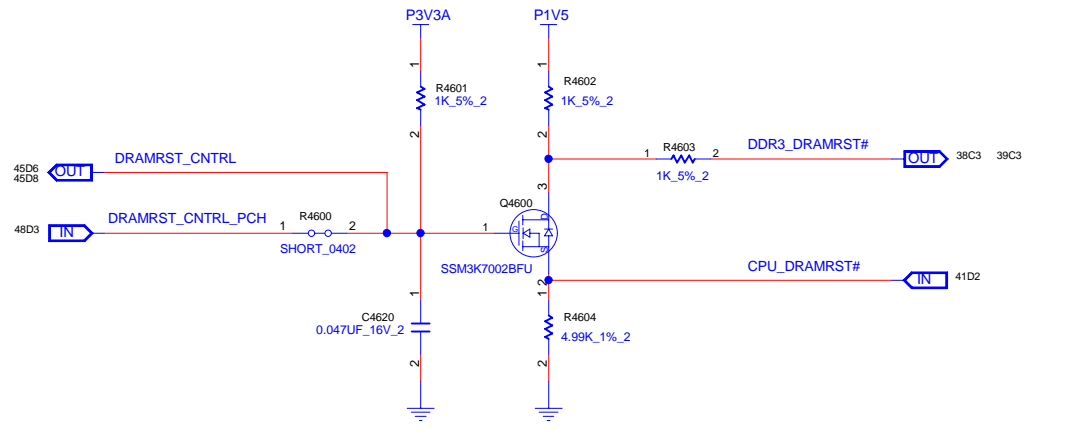 P3V3A P1V5
1 1
R4601 R4602
1K_5%_2 1K_5%_2
2 2
R4603 DDR3_DRAMRST#
1 2 OUT 38C3 39C3
1K_5%_2
DRAMRST_CNTRL
45D6 OUT
45D8
3
Q4600
D
DRAMRST_CNTRL_PCH
R4600
48D3 IN 1 2 1 G
SHORT_0402
S
SSM3K7002BFU CPU_DRAMRST#
2 IN 41D2
1 1
C4620 R4604
0.047UF_16V_2 4.99K_1%_2
2 2